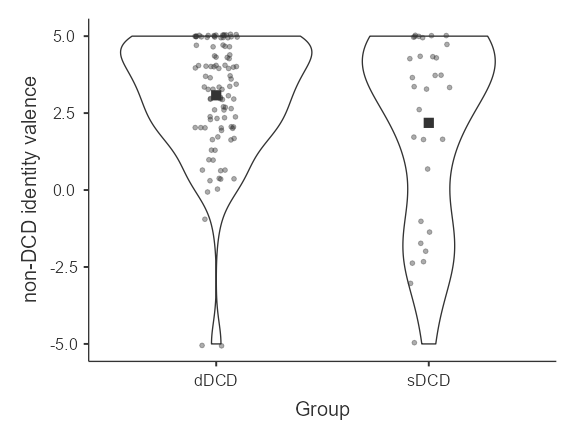 non-DCD identity valence
5.0
2.5
0.0
-2.5
-5.0
dDCD
sDCD
Group